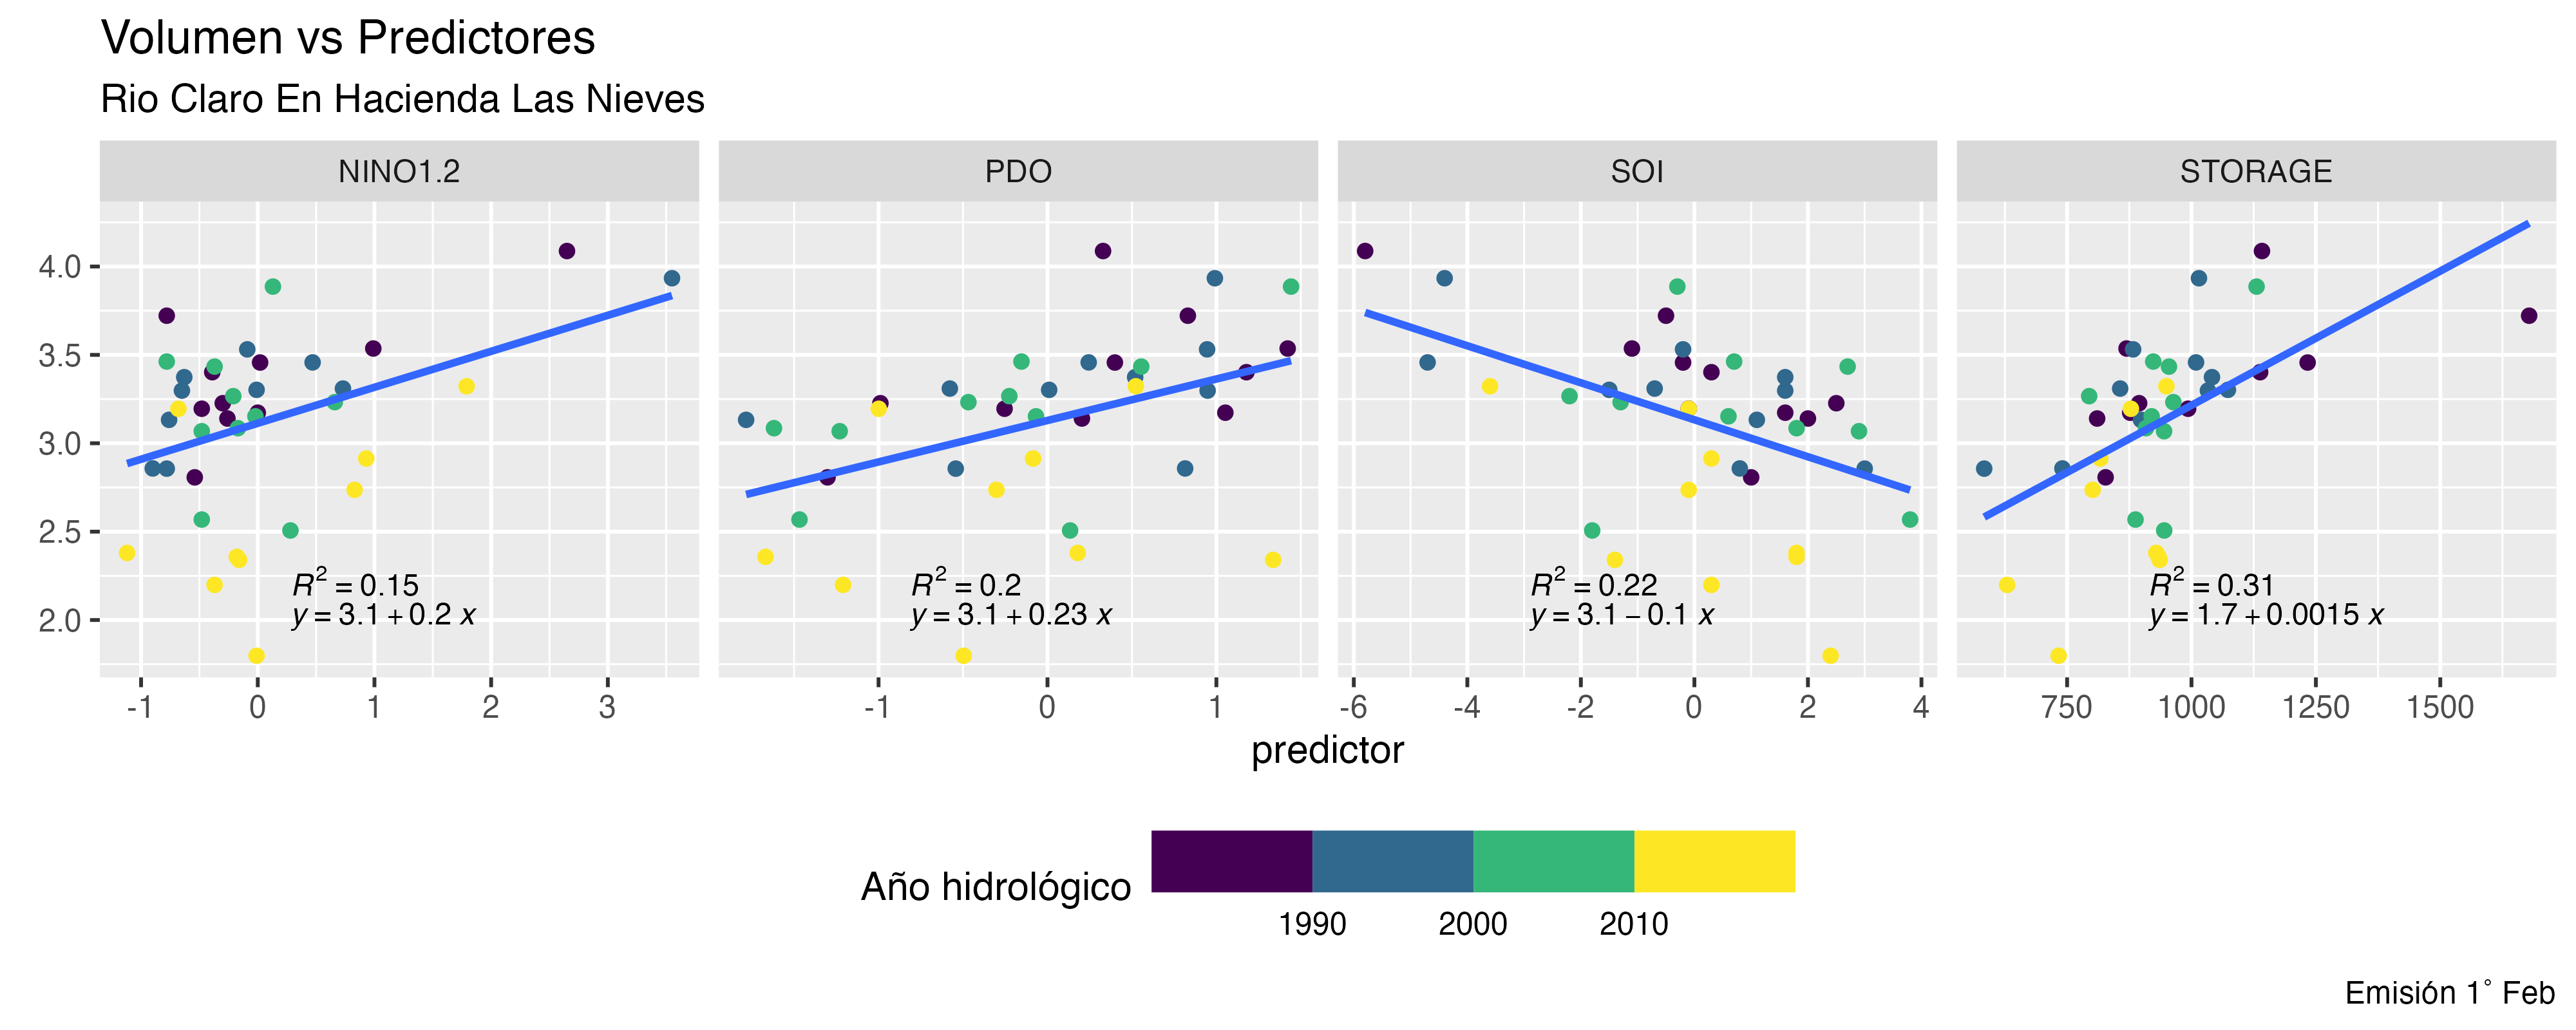 Volumen vs Predictores
Rio Claro En Hacienda Las Nieves
NINO1.2 PDO SOI STORAGE
4.0
3.5
3.0
2.5
2.0
R² = 0.15
y = 3.1 + 0.2 x
R² = 0.2
y = 3.1 + 0.23 x
R² = 0.22
y = 3.1 − 0.1 x
R² = 0.31
y = 1.7 + 0.0015 x
-1 0 1 2 3 -1 0 1 -6 -4 -2 0 2 4 750 1000 1250 1500
predictor
Año hidrológico
1990 2000 2010
Emisión 1° Feb